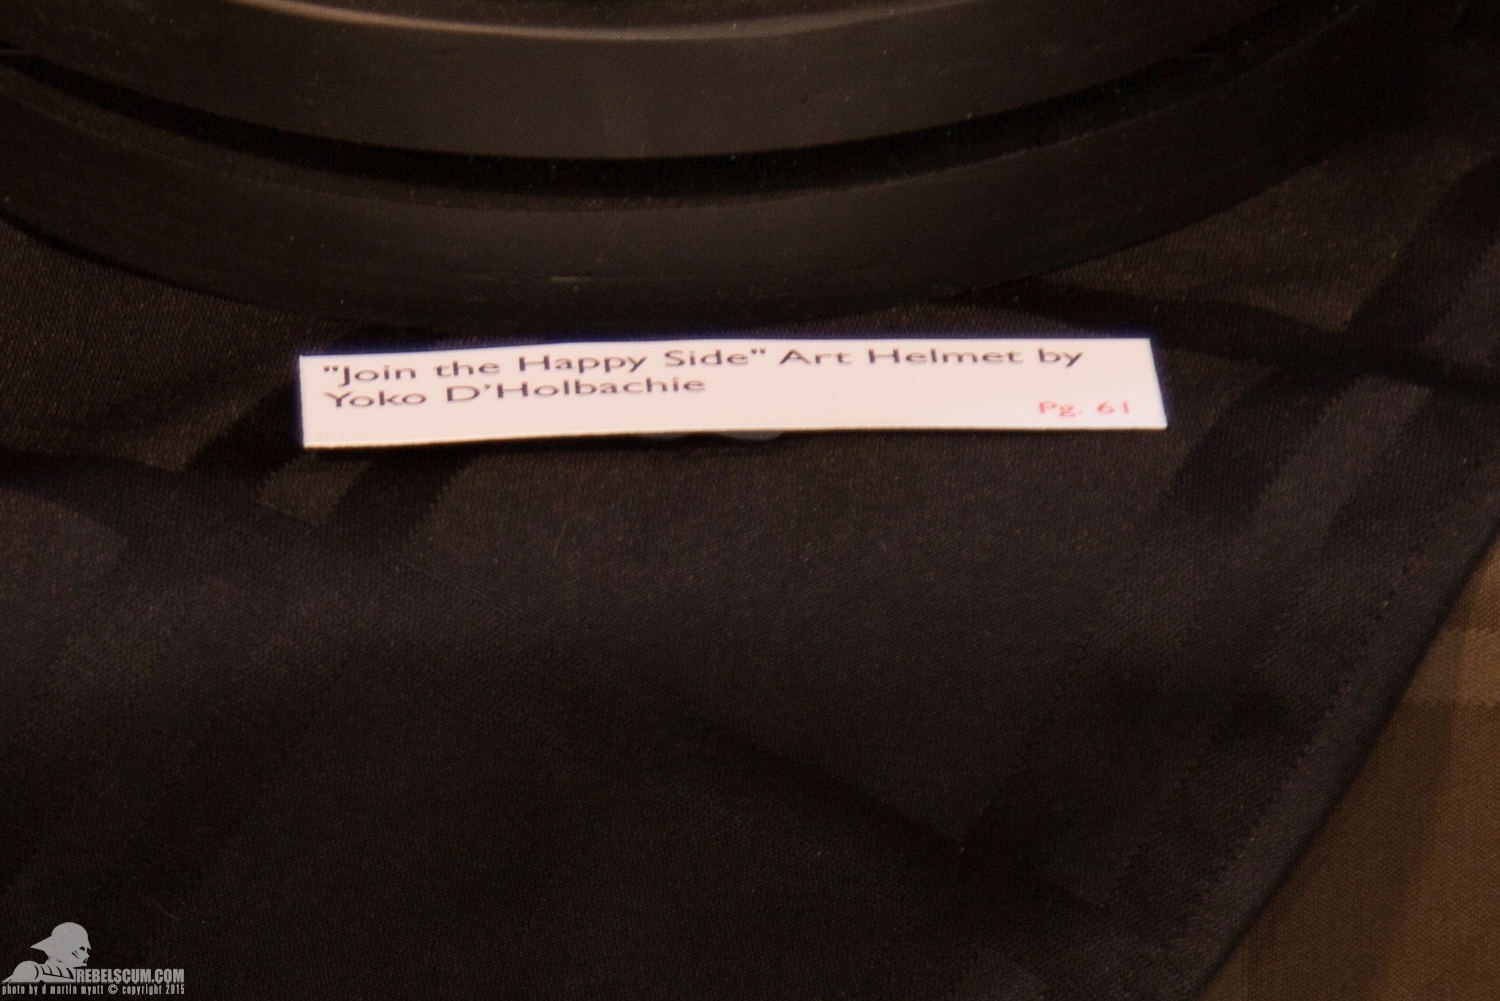 "Join the Happy Side" Art Helmet by
Yoko D'Holbachie
Pg. 61
REBELSCUM.COM
photo by d martin myatt © copyright 2015